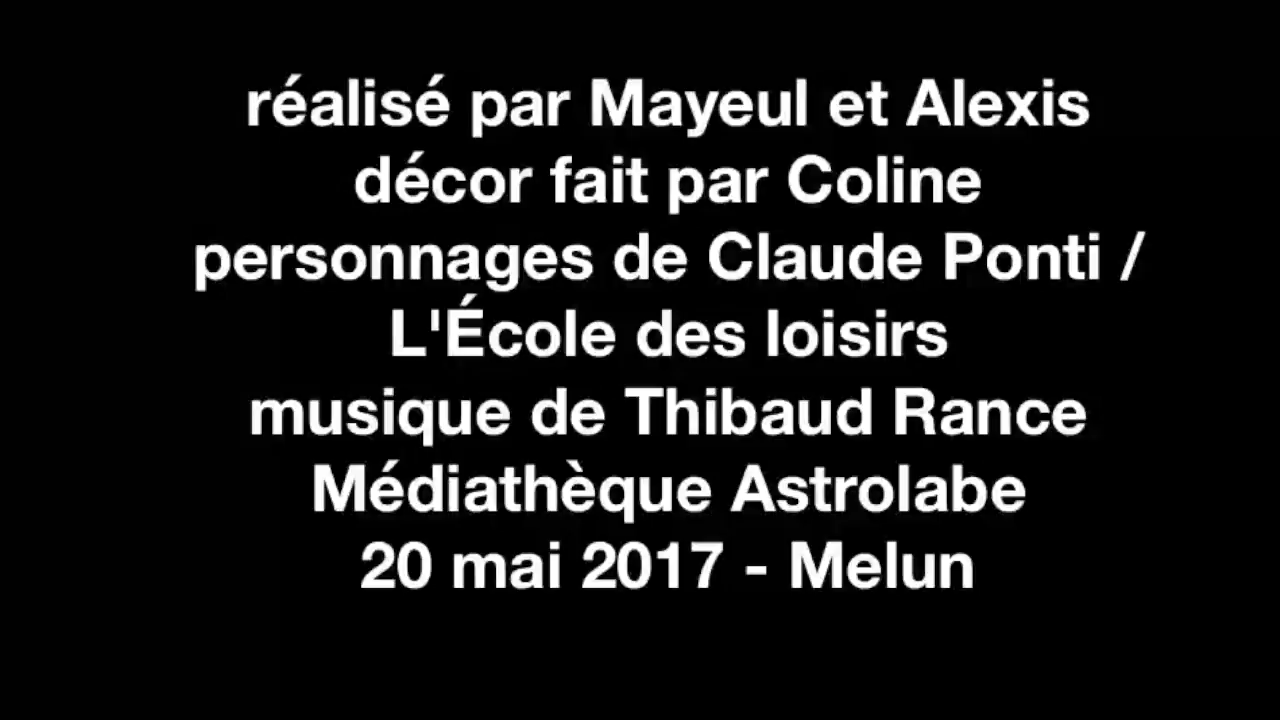 réalisé par Mayeul et Alexis
décor fait par Coline
personnages de Claude Ponti /
L'École des loisirs
musique de Thibaud Rance
Médiathèque Astrolabe
20 mai 2017 - Melun